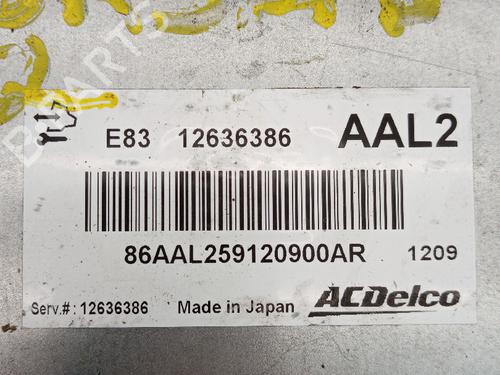 E83 12636386 AAL2
86AAL259120900AR 1209
Serv.#: 12636386 Made in Japan ACDelco